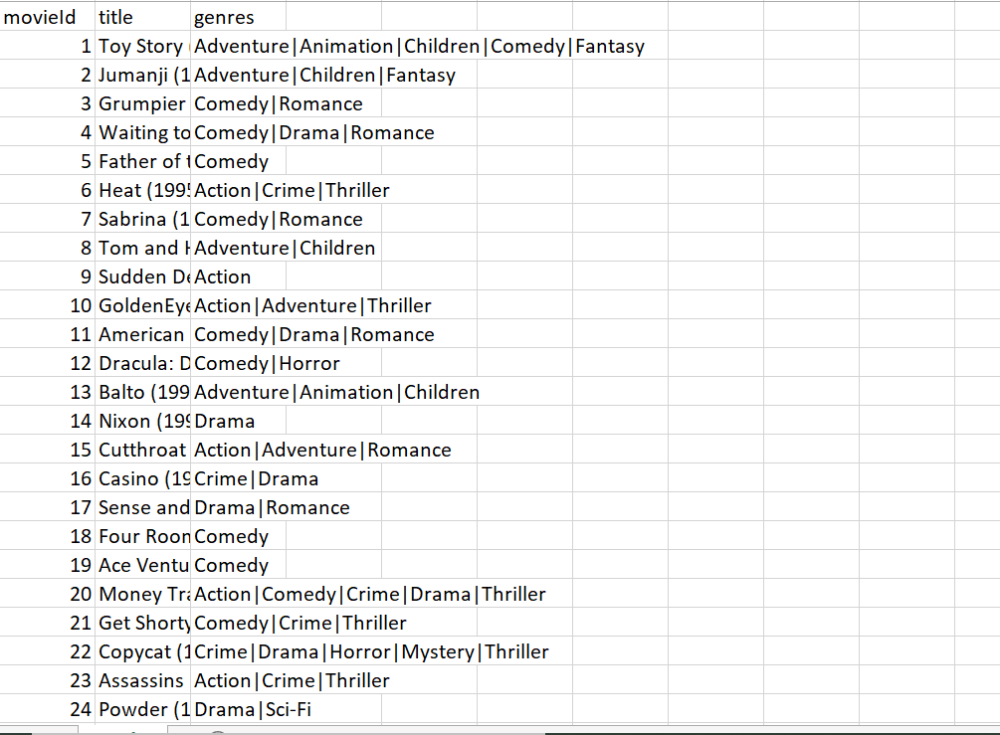 movieId title genres
1 Toy Story ( Adventure|Animation|Children|Comedy|Fantasy
2 Jumanji (1 Adventure|Children|Fantasy
3 Grumpier Comedy|Romance
4 Waiting to Comedy|Drama|Romance
5 Father of t Comedy
6 Heat (1995 Action|Crime|Thriller
7 Sabrina (1 Comedy|Romance
8 Tom and H Adventure|Children
9 Sudden De Action
10 GoldenEye Action|Adventure|Thriller
11 American Comedy|Drama|Romance
12 Dracula: D Comedy|Horror
13 Balto (199 Adventure|Animation|Children
14 Nixon (199 Drama
15 Cutthroat Action|Adventure|Romance
16 Casino (19 Crime|Drama
17 Sense and Drama|Romance
18 Four Room Comedy
19 Ace Ventu Comedy
20 Money Tra Action|Comedy|Crime|Drama|Thriller
21 Get Shorty Comedy|Crime|Thriller
22 Copycat (1 Crime|Drama|Horror|Mystery|Thriller
23 Assassins Action|Crime|Thriller
24 Powder (1 Drama|Sci-Fi